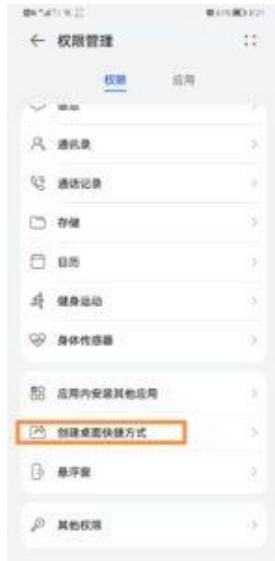 权限管理
权限 应用
信息
通讯录
通话记录
存储
日历
健身运动
身体传感器
应用内安装其他应用
创建桌面快捷方式
悬浮窗
其他权限